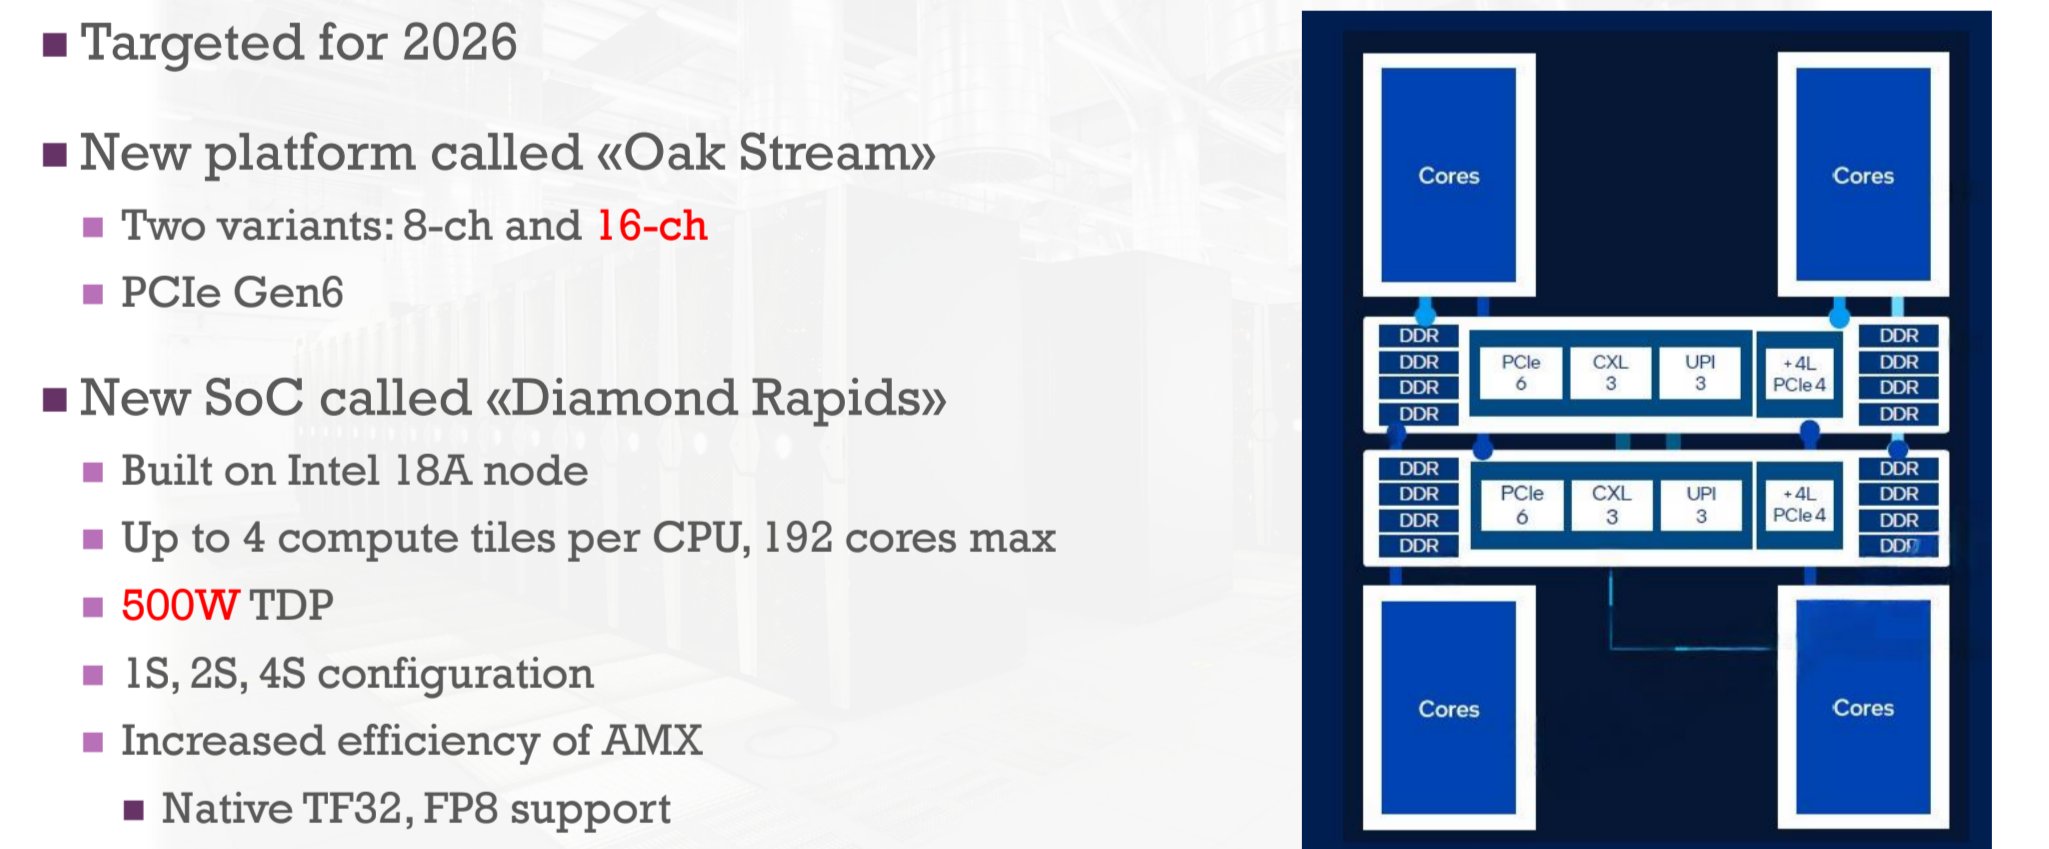 Targeted for 2026
New platform called «Oak Stream»
Two variants: 8-ch and 16-ch
PCIe Gen6
New SoC called «Diamond Rapids»
Built on Intel 18A node
Up to 4 compute tiles per CPU, 192 cores max
500W TDP
1S, 2S, 4S configuration
Increased efficiency of AMX
Native TF32, FP8 support
Cores
Cores
DDR
DDR
DDR
DDR
PCIe
6
CXL
3
UPI
3
+4L
PCIe 4
DDR
DDR
DDR
DDR
DDR
DDR
DDR
DDR
PCIe
6
CXL
3
UPI
3
+4L
PCIe 4
DDR
DDR
DDR
DDR
Cores
Cores